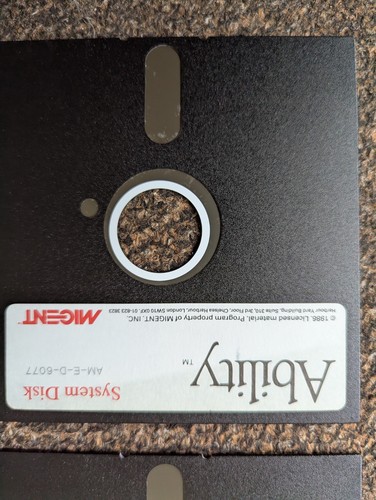 Ability™
System Disk
AM-E-D-6077
MIGENT
© 1986. Licensed material. Program property of MIGENT, INC.
Harbour Yard Building, Suite 310, 3rd Floor, Chelsea Harbour, London, SW10 0XF. 01-823 3823